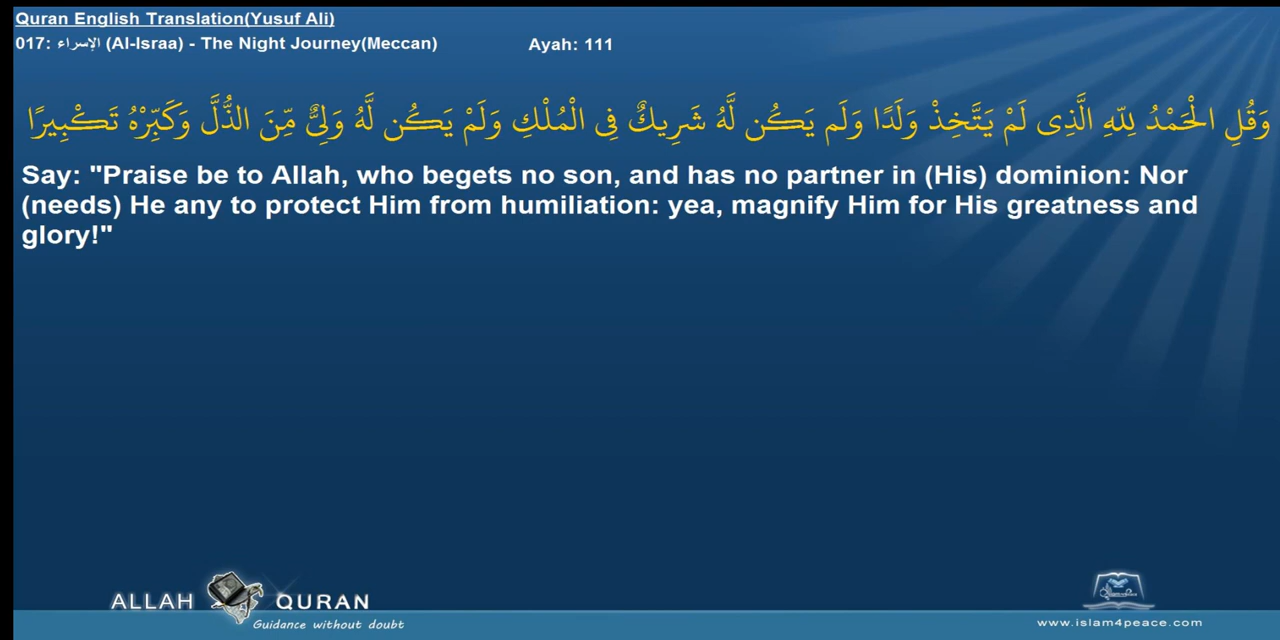 Quran English Translation(Yusuf Ali)
017: الإسراء (Al-Israa) - The Night Journey(Meccan) Ayah: 111
وَقُلِ الْحَمْدُ لِلّهِ الَّذِى لَمْ يَتَّخِذْ وَلَدًا وَلَم يَكُن لَّهُ شَرِيكٌ فِى الْمُلْكِ وَلَمْ يَكُن لَّهُ وَلِىٌّ مِّنَ الذُّلَّ وَكَبِّرْهُ تَكْبِيرًا
Say: "Praise be to Allah, who begets no son, and has no partner in (His) dominion: Nor
(needs) He any to protect Him from humiliation: yea, magnify Him for His greatness and
glory!"
ALLAH QURAN
Guidance without doubt
www.islam4peace.com